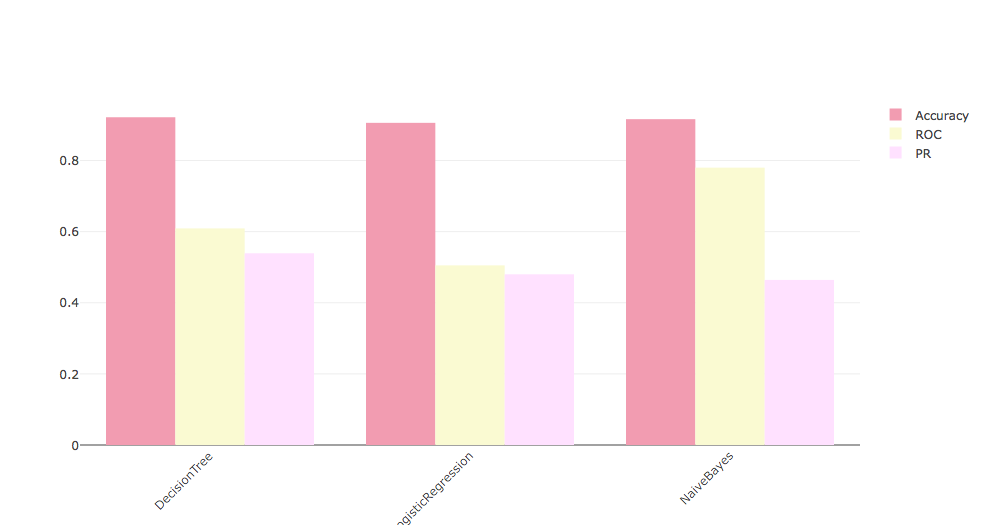 Accuracy
ROC
PR
0.8
0.6
0.4
0.2
0
DecisionTree
ogisticRegression
NaiveBayes